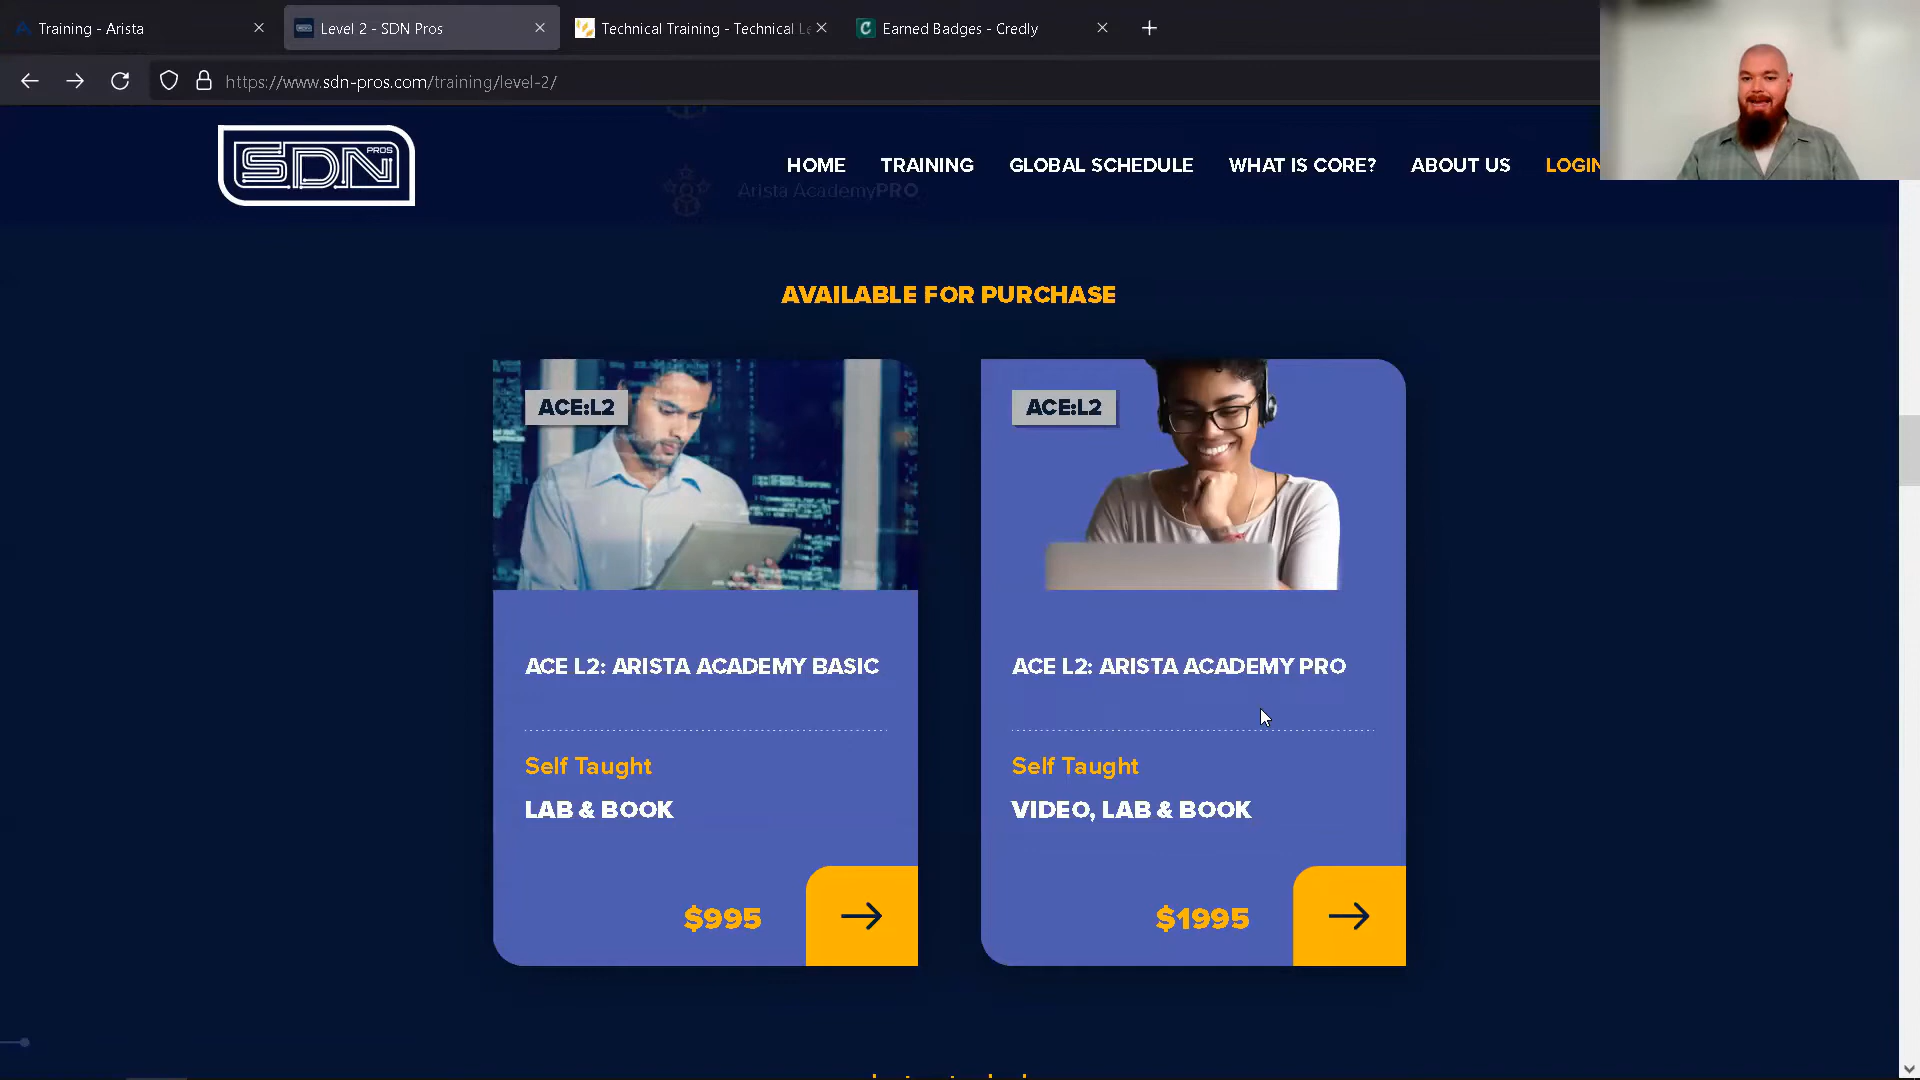 Training - Arista
Level 2 - SDN Pros
Technical Training - Technical Le
Earned Badges - Credly
https://www.sdn-pros.com/training/level-2/
SDN PROS
HOME TRAINING GLOBAL SCHEDULE WHAT IS CORE? ABOUT US LOGIN
Arista AcademyPRO
AVAILABLE FOR PURCHASE
ACE:L2
ACE L2: ARISTA ACADEMY BASIC
Self Taught
LAB & BOOK
$995
ACE:L2
ACE L2: ARISTA ACADEMY PRO
Self Taught
VIDEO, LAB & BOOK
$1995